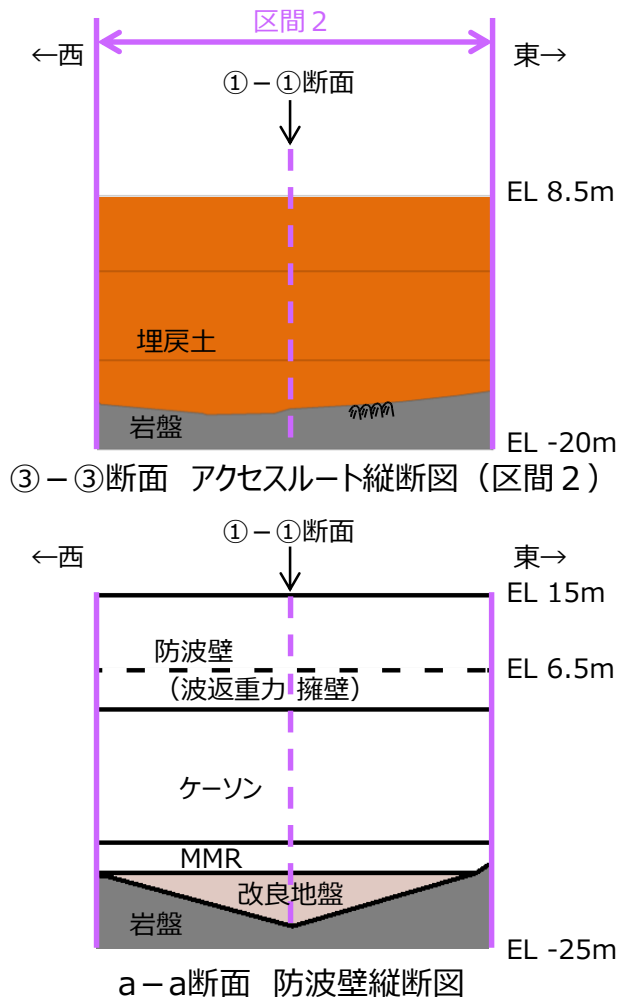 区間２
←西
東→
①－①断面
EL 8.5m
埋戻土
岩盤
EL -20m
③－③断面 アクセスルート縦断図（区間２）
①－①断面
←西
東→
EL 15m
防波壁
EL 6.5m
（波返重力 擁壁）
ケーソン
MMR
改良地盤
岩盤
EL -25m
a－a断面 防波壁縦断図